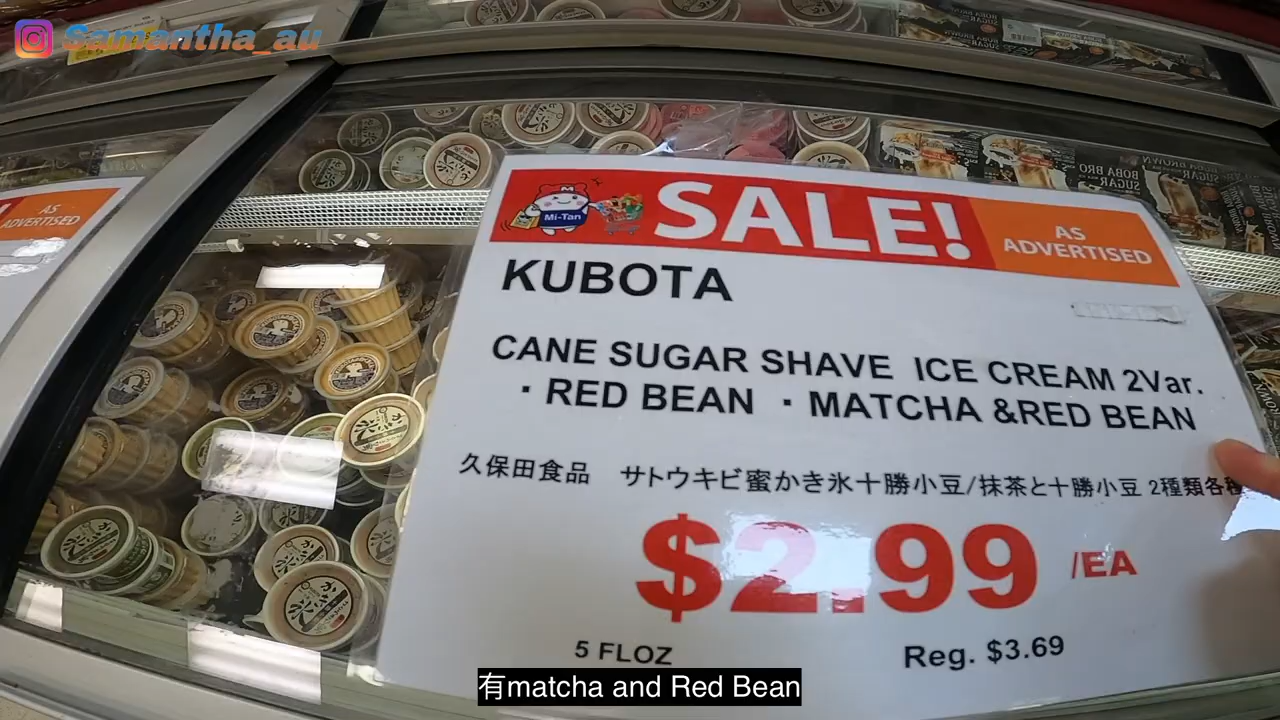 Samantha_au
SALE!
AS
ADVERTISED
Mi-Tan
AS
ADVERTISED
KUBOTA
CANE SUGAR SHAVE ICE CREAM 2Var.
・RED BEAN ・MATCHA &RED BEAN
久保田食品 サトウキビ蜜かき氷十勝小豆/抹茶と十勝小豆 2種類各種
$2.99 /EA
5 FLOZ
Reg. $3.69
有matcha and Red Bean